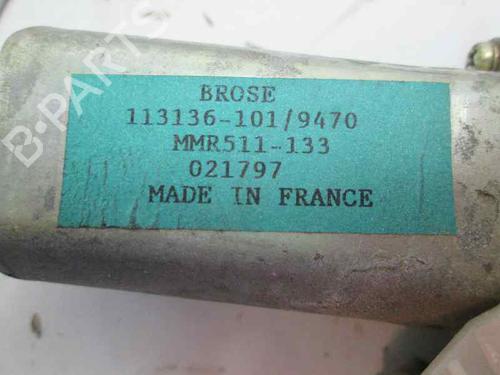 BROSE
113136-101/9470
MMR511-133
021797
MADE IN FRANCE
B-PARTS